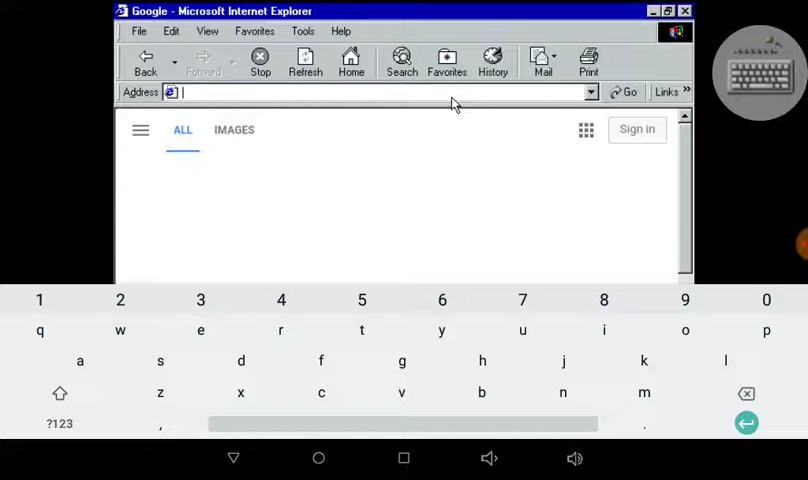 Google - Microsoft Internet Explorer
File Edit View Favorites Tools Help
Back Forward Stop Refresh Home Search Favorites History Mail Print
Address Go Links »
ALL IMAGES Sign in
1 2 3 4 5 6 7 8 9 0
q w e r t y u i o p
a s d f g h j k l
z x c v b n m
?123 , .